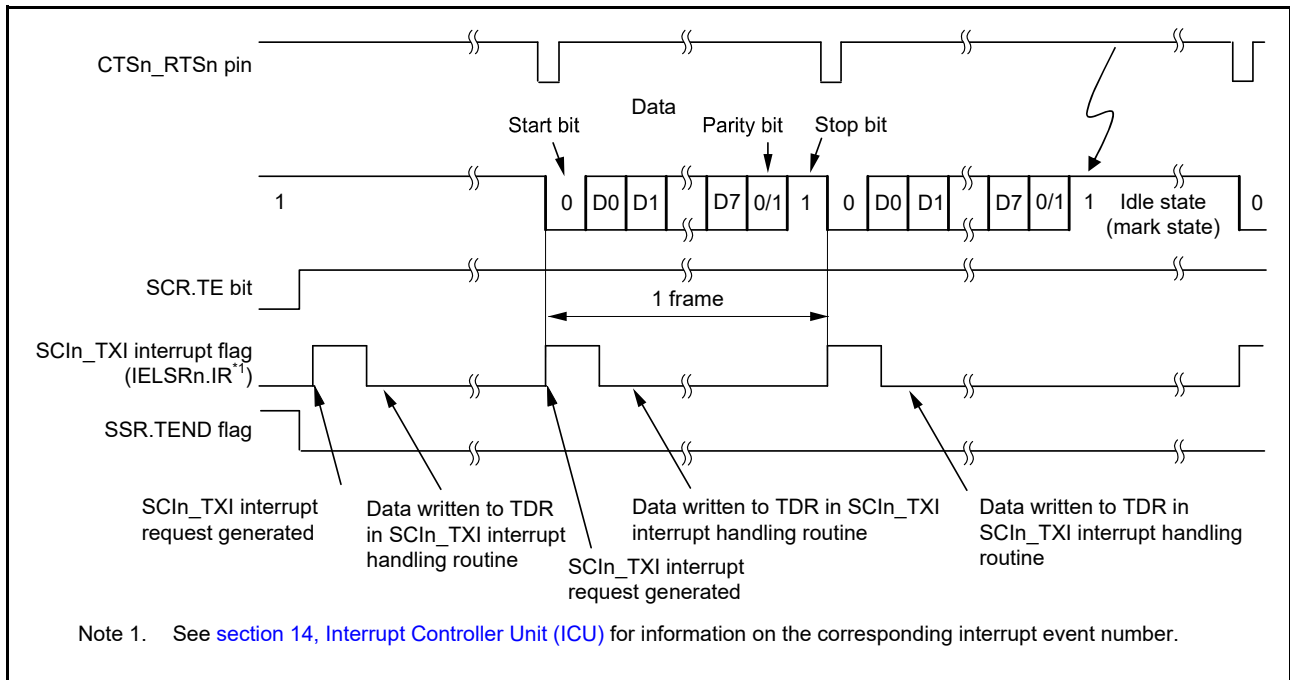 CTSn_RTSn pin
Data
Start bit
Parity bit
Stop bit
1
0 D0 D1 D7 0/1 1 0 D0 D1 D7 0/1 1 Idle state 0
(mark state)
SCR.TE bit
1 frame
SCIn_TXI interrupt flag
(IELSRn.IR*1)
SSR.TEND flag
SCIn_TXI interrupt
request generated
Data written to TDR
in SCIn_TXI interrupt
handling routine
SCIn_TXI interrupt
request generated
Data written to TDR in SCIn_TXI
interrupt handling routine
Data written to TDR in
SCIn_TXI interrupt handling
routine
Note 1. See section 14, Interrupt Controller Unit (ICU) for information on the corresponding interrupt event number.